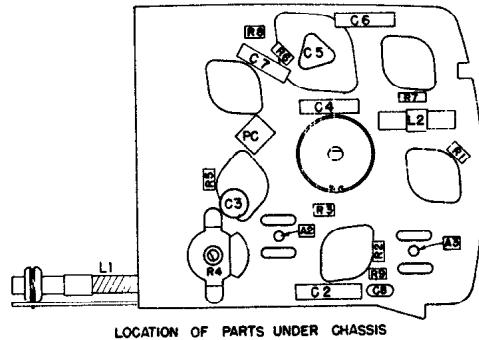 C6
R8
R6
C5
C7
R7
C4
L2
PC
R1
R5
C3
R3
A2
R2
A3
R4
R9
L1
C2
C8
LOCATION OF PARTS UNDER CHASSIS